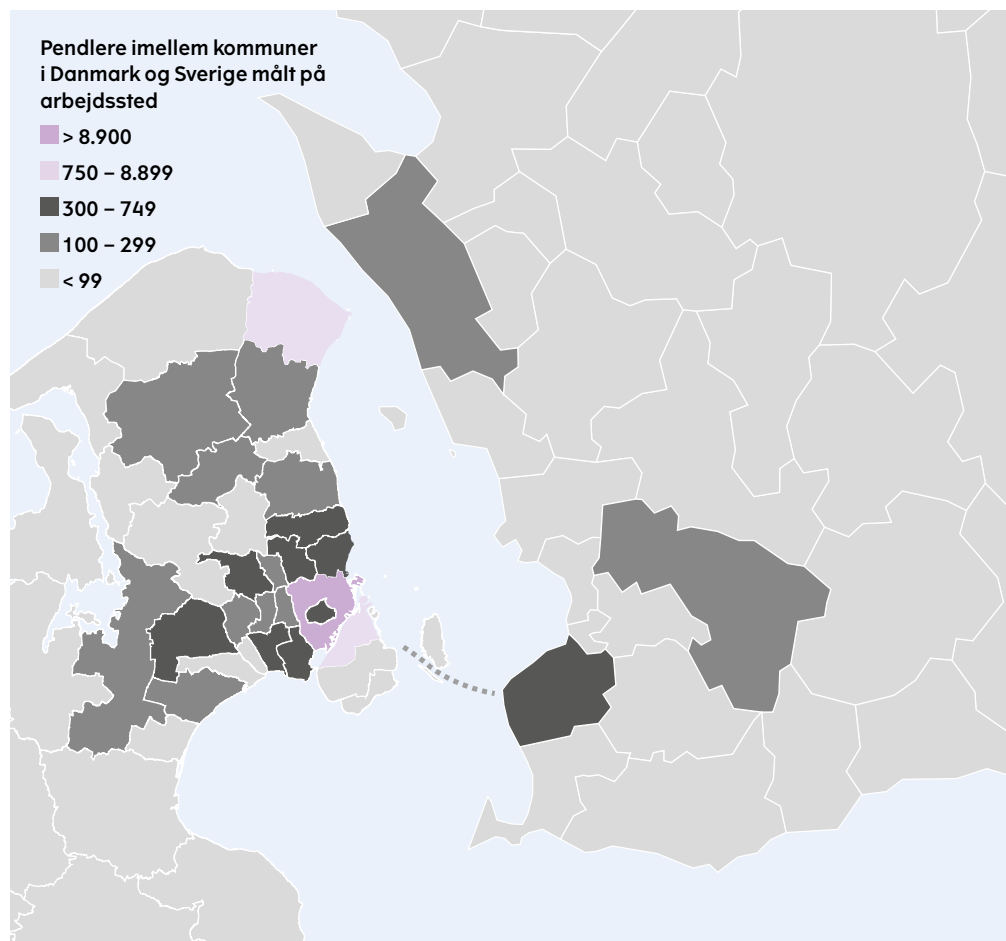 Pendlere imellem kommuner
i Danmark og Sverige målt på
arbejdssted
> 8.900
750 – 8.899
300 – 749
100 – 299
< 99